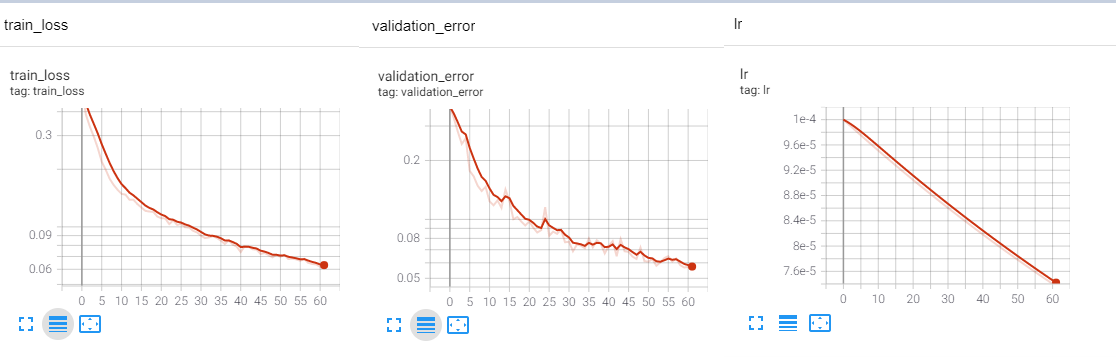 train_loss
validation_error
lr
train_loss
tag: train_loss
0.3
0.09
0.06
0 5 10 15 20 25 30 35 40 45 50 55 60
validation_error
tag: validation_error
0.2
0.08
0.05
0 5 10 15 20 25 30 35 40 45 50 55 60
lr
tag: lr
1e-4
9.6e-5
9.2e-5
8.8e-5
8.4e-5
8e-5
7.6e-5
0 10 20 30 40 50 60